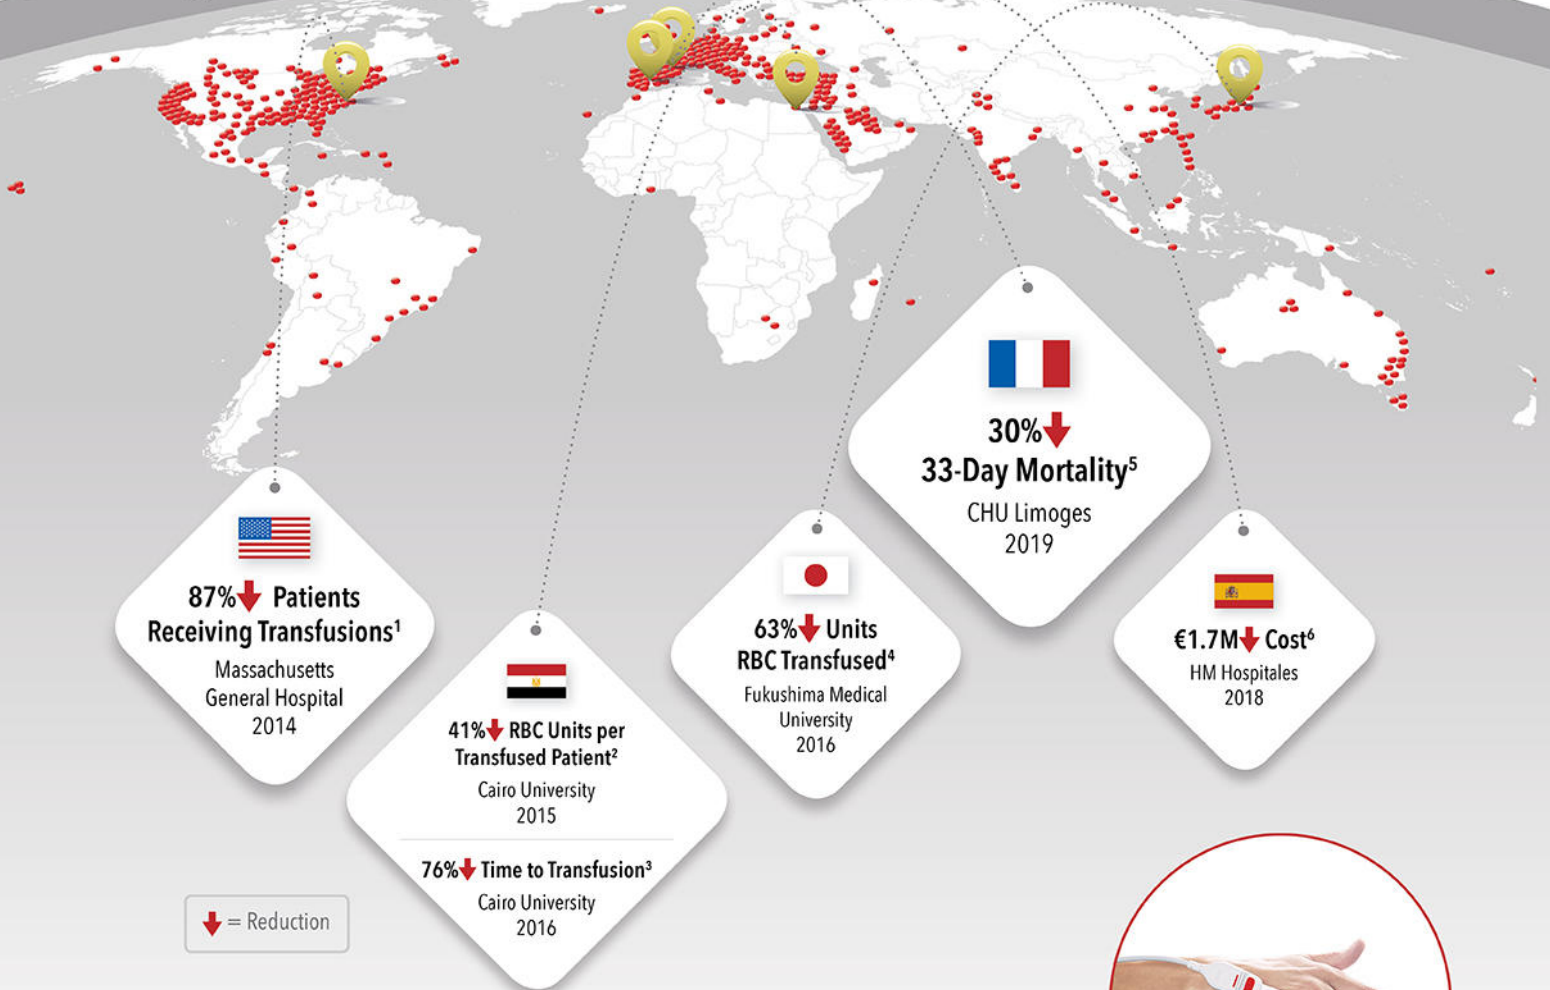 30%
33-Day Mortality⁵
CHU Limoges
2019
87% Patients
Receiving Transfusions¹
Massachusetts
General Hospital
2014
41% RBC Units per
Transfused Patient²
Cairo University
2015
76% Time to Transfusion³
Cairo University
2016
63% Units
RBC Transfused⁴
Fukushima Medical
University
2016
€1.7M Cost⁶
HM Hospitales
2018
= Reduction